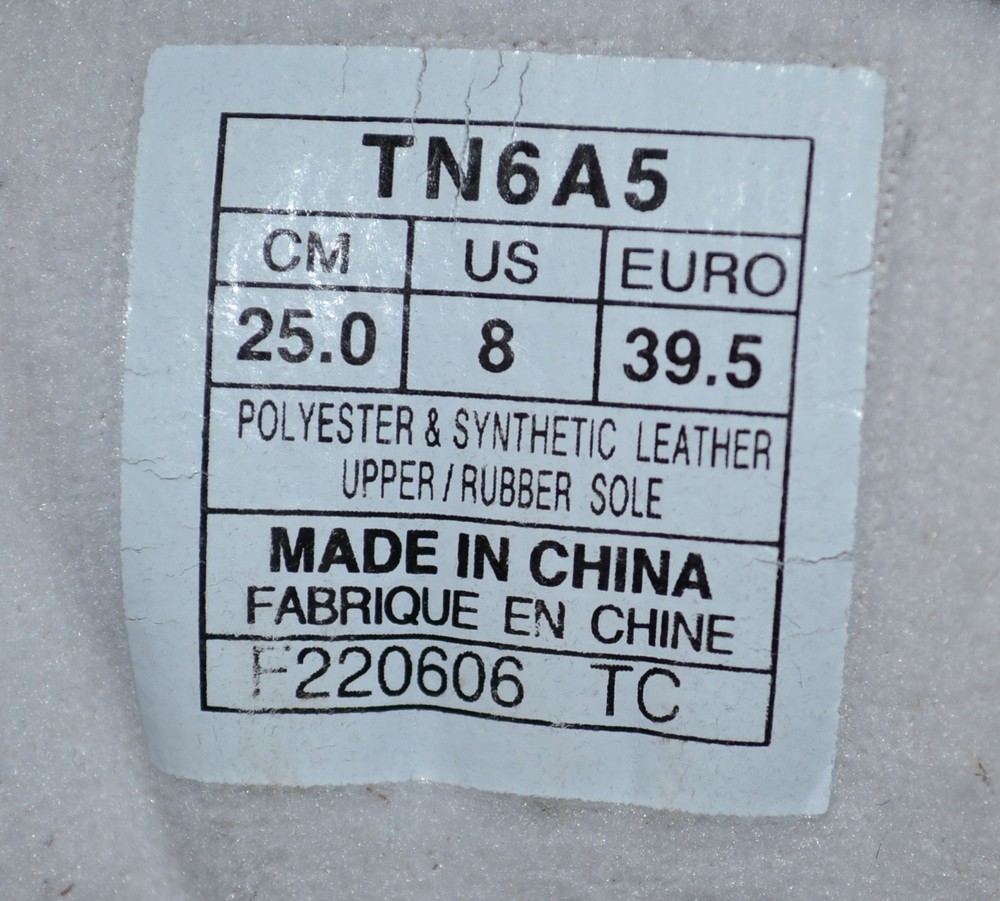 TN6A5
CM US EURO
25.0 8 39.5
POLYESTER & SYNTHETIC LEATHER
UPPER / RUBBER SOLE
MADE IN CHINA
FABRIQUE EN CHINE
F220606 TC